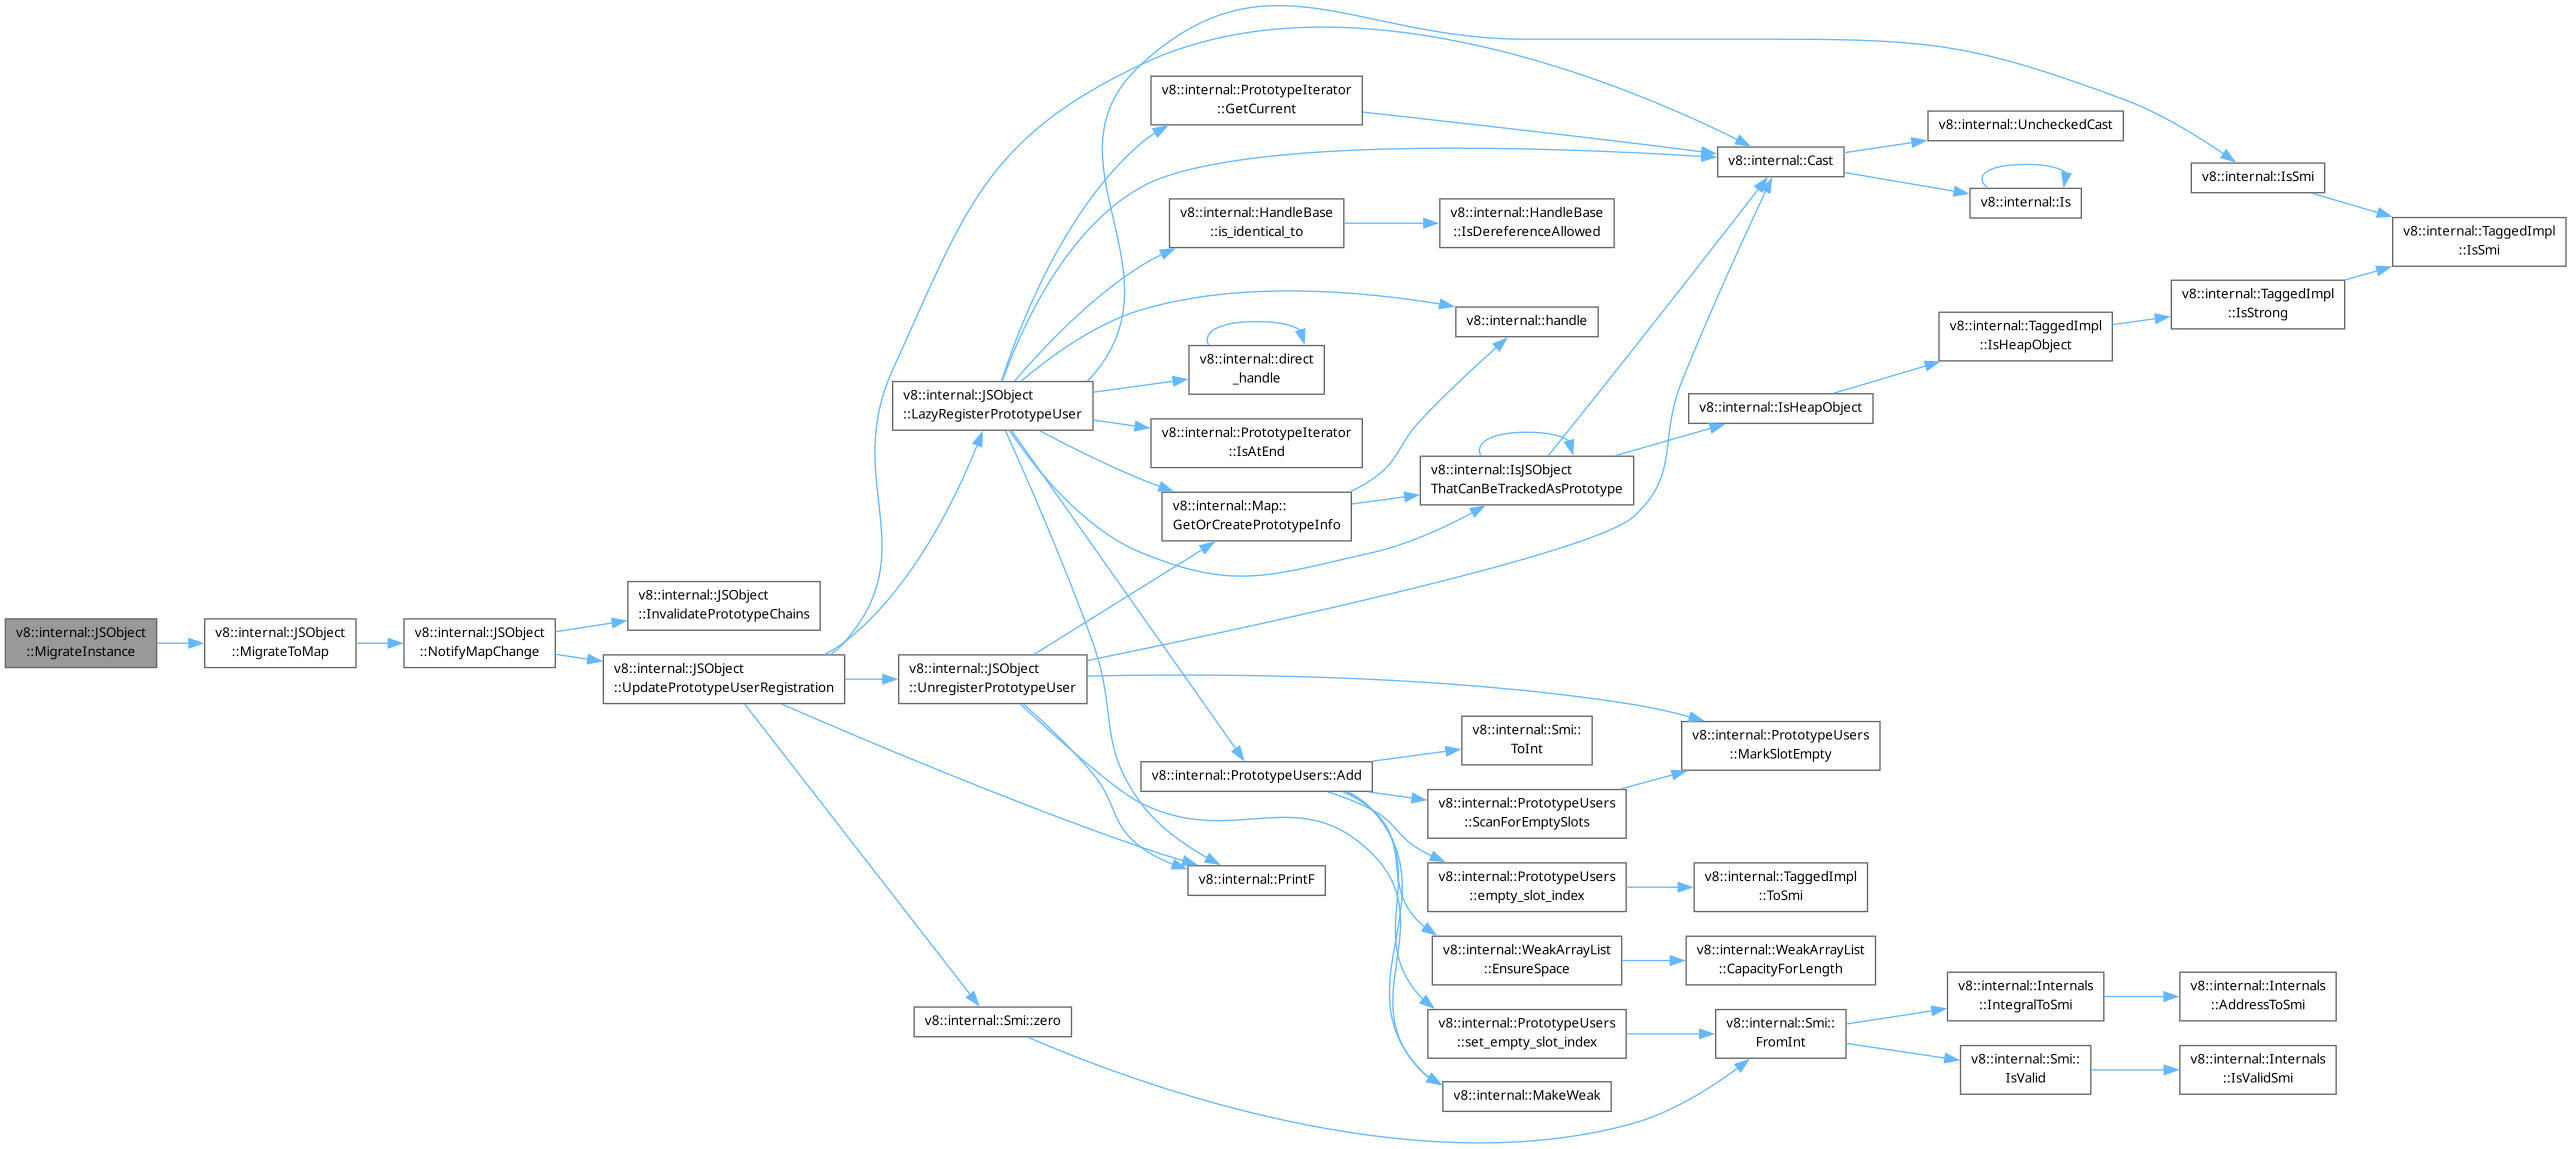 v8::internal::JSObject
::MigrateInstance
v8::internal::JSObject
::MigrateToMap
v8::internal::JSObject
::NotifyMapChange
v8::internal::JSObject
::InvalidatePrototypeChains
v8::internal::JSObject
::UpdatePrototypeUserRegistration
v8::internal::JSObject
::LazyRegisterPrototypeUser
v8::internal::JSObject
::UnregisterPrototypeUser
v8::internal::Smi::zero
v8::internal::PrototypeIterator
::GetCurrent
v8::internal::HandleBase
::is_identical_to
v8::internal::direct
_handle
v8::internal::PrototypeIterator
::IsAtEnd
v8::internal::Map::
GetOrCreatePrototypeInfo
v8::internal::PrototypeUsers::Add
v8::internal::PrintF
v8::internal::HandleBase
::IsDereferenceAllowed
v8::internal::handle
v8::internal::IsJSObject
ThatCanBeTrackedAsPrototype
v8::internal::Smi::
ToInt
v8::internal::PrototypeUsers
::ScanForEmptySlots
v8::internal::PrototypeUsers
::empty_slot_index
v8::internal::WeakArrayList
::EnsureSpace
v8::internal::PrototypeUsers
::set_empty_slot_index
v8::internal::MakeWeak
v8::internal::Cast
v8::internal::IsHeapObject
v8::internal::PrototypeUsers
::MarkSlotEmpty
v8::internal::TaggedImpl
::ToSmi
v8::internal::WeakArrayList
::CapacityForLength
v8::internal::Smi::
FromInt
v8::internal::UncheckedCast
v8::internal::Is
v8::internal::TaggedImpl
::IsHeapObject
v8::internal::Internals
::IntegralToSmi
v8::internal::Smi::
IsValid
v8::internal::IsSmi
v8::internal::TaggedImpl
::IsStrong
v8::internal::Internals
::AddressToSmi
v8::internal::Internals
::IsValidSmi
v8::internal::TaggedImpl
::IsSmi